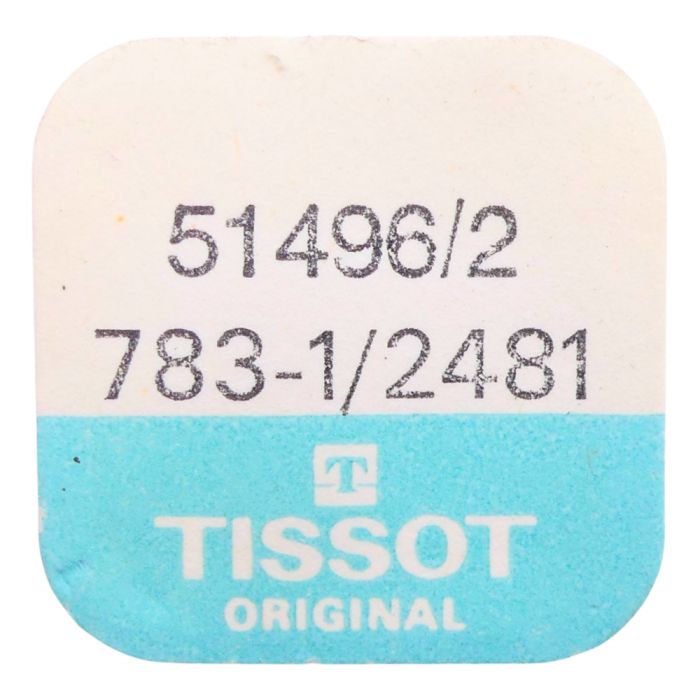 51496/2
783-1/2481
T
TISSOT
ORIGINAL